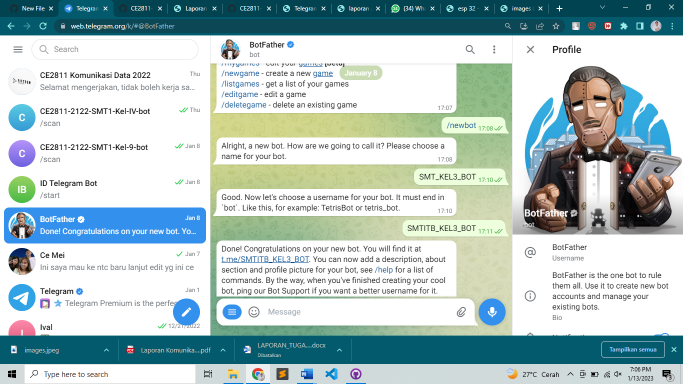 New File
Telegram
CE2811-
Laporan
CE2811-
Telegra
laporan
(34) Wha
esp 32 -
images.j
web.telegram.org/k/#@BotFather
Search
CE2811 Komunikasi Data 2022
Thu
Selamat mengerjakan, tidak boleh kerja sa...
CE2811-2122-SMT1-Kel-IV-bot
Thu
/scan
CE2811-2122-SMT1-Kel-9-bot
Jan 8
/scan
ID Telegram Bot
Jan 8
/start
BotFather
Jan 8
Done! Congratulations on your new bot. Yo...
Ce Mei
Jan 7
Ini saya mau ke ntc baru lanjut edit yg ini ce
Telegram
Jan 1
Telegram Premium is the perfe
Ival
12/21/2022
BotFather
bot
/mygames - edit your games [beta]
/newgame - create a new game
January 8
/listgames - get a list of your games
/editgame - edit a game
/deletegame - delete an existing game
17:07
/newbot
17:08
Alright, a new bot. How are we going to call it? Please choose a
name for your bot.
17:08
SMT_KEL3_BOT
17:10
Good. Now let's choose a username for your bot. It must end in
`bot`. Like this, for example: TetrisBot or tetris_bot.
17:10
SMTITB_KEL3_BOT
17:11
Done! Congratulations on your new bot. You will find it at
t.me/SMTITB_KEL3_BOT. You can now add a description, about
section and profile picture for your bot, see /help for a list of
commands. By the way, when you've finished creating your cool
bot, ping our Bot Support if you want a better username for it.
Message
Profile
BotFather
bot
BotFather
Username
BotFather is the one bot to rule
them all. Use it to create new bot
accounts and manage your
existing bots.
Bio
images.jpeg
Laporan Komunika....pdf
LAPORAN_TUGA....docx
Dibatalkan
Tampilkan semua
Type here to search
27°C Cerah
7:06 PM
1/13/2023